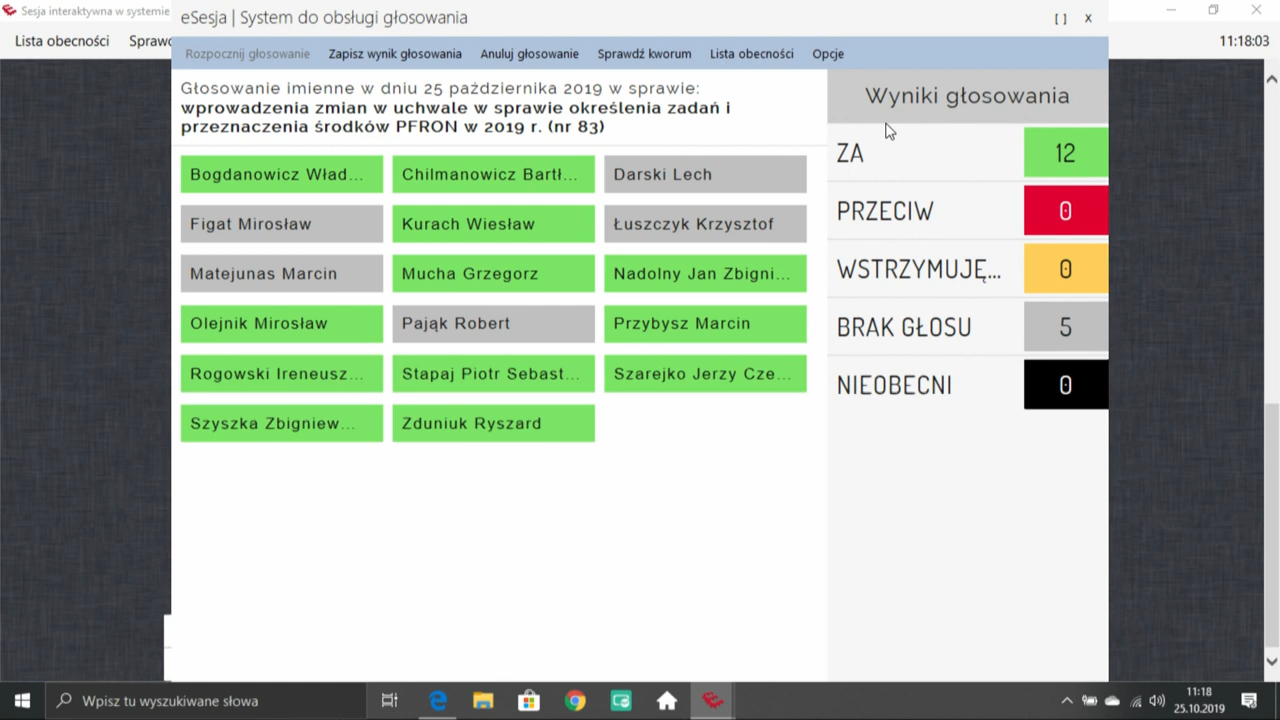 Sesja interaktywna w systemie
eSesja | System do obsługi głosowania
[ ] X
Lista obecności
Rozpocznij głosowanie Zapisz wynik głosowania Anuluj głosowanie Sprawdź kworum Lista obecności Opcje
11:18:03
Głosowanie imienne w dniu 25 października 2019 w sprawie:
wprowadzenia zmian w uchwale w sprawie określenia zadań i
przeznaczenia środków PFRON w 2019 r. (nr 83)
Bogdanowicz Wład... Chilmanowicz Bartł... Darski Lech
Figat Mirosław Kurach Wiesław Łuszczyk Krzysztof
Matejunas Marcin Mucha Grzegorz Nadolny Jan Zbigni...
Olejnik Mirosław Pająk Robert Przybysz Marcin
Rogowski Ireneusz... Stapaj Piotr Sebast... Szarejko Jerzy Cze...
Szyszka Zbigniew... Zduniuk Ryszard
Wyniki głosowania
ZA 12
PRZECIW 0
WSTRZYMUJĘ... 0
BRAK GŁOSU 5
NIEOBECNI 0
Wpisz tu wyszukiwane słowa
11:18
25.10.2019